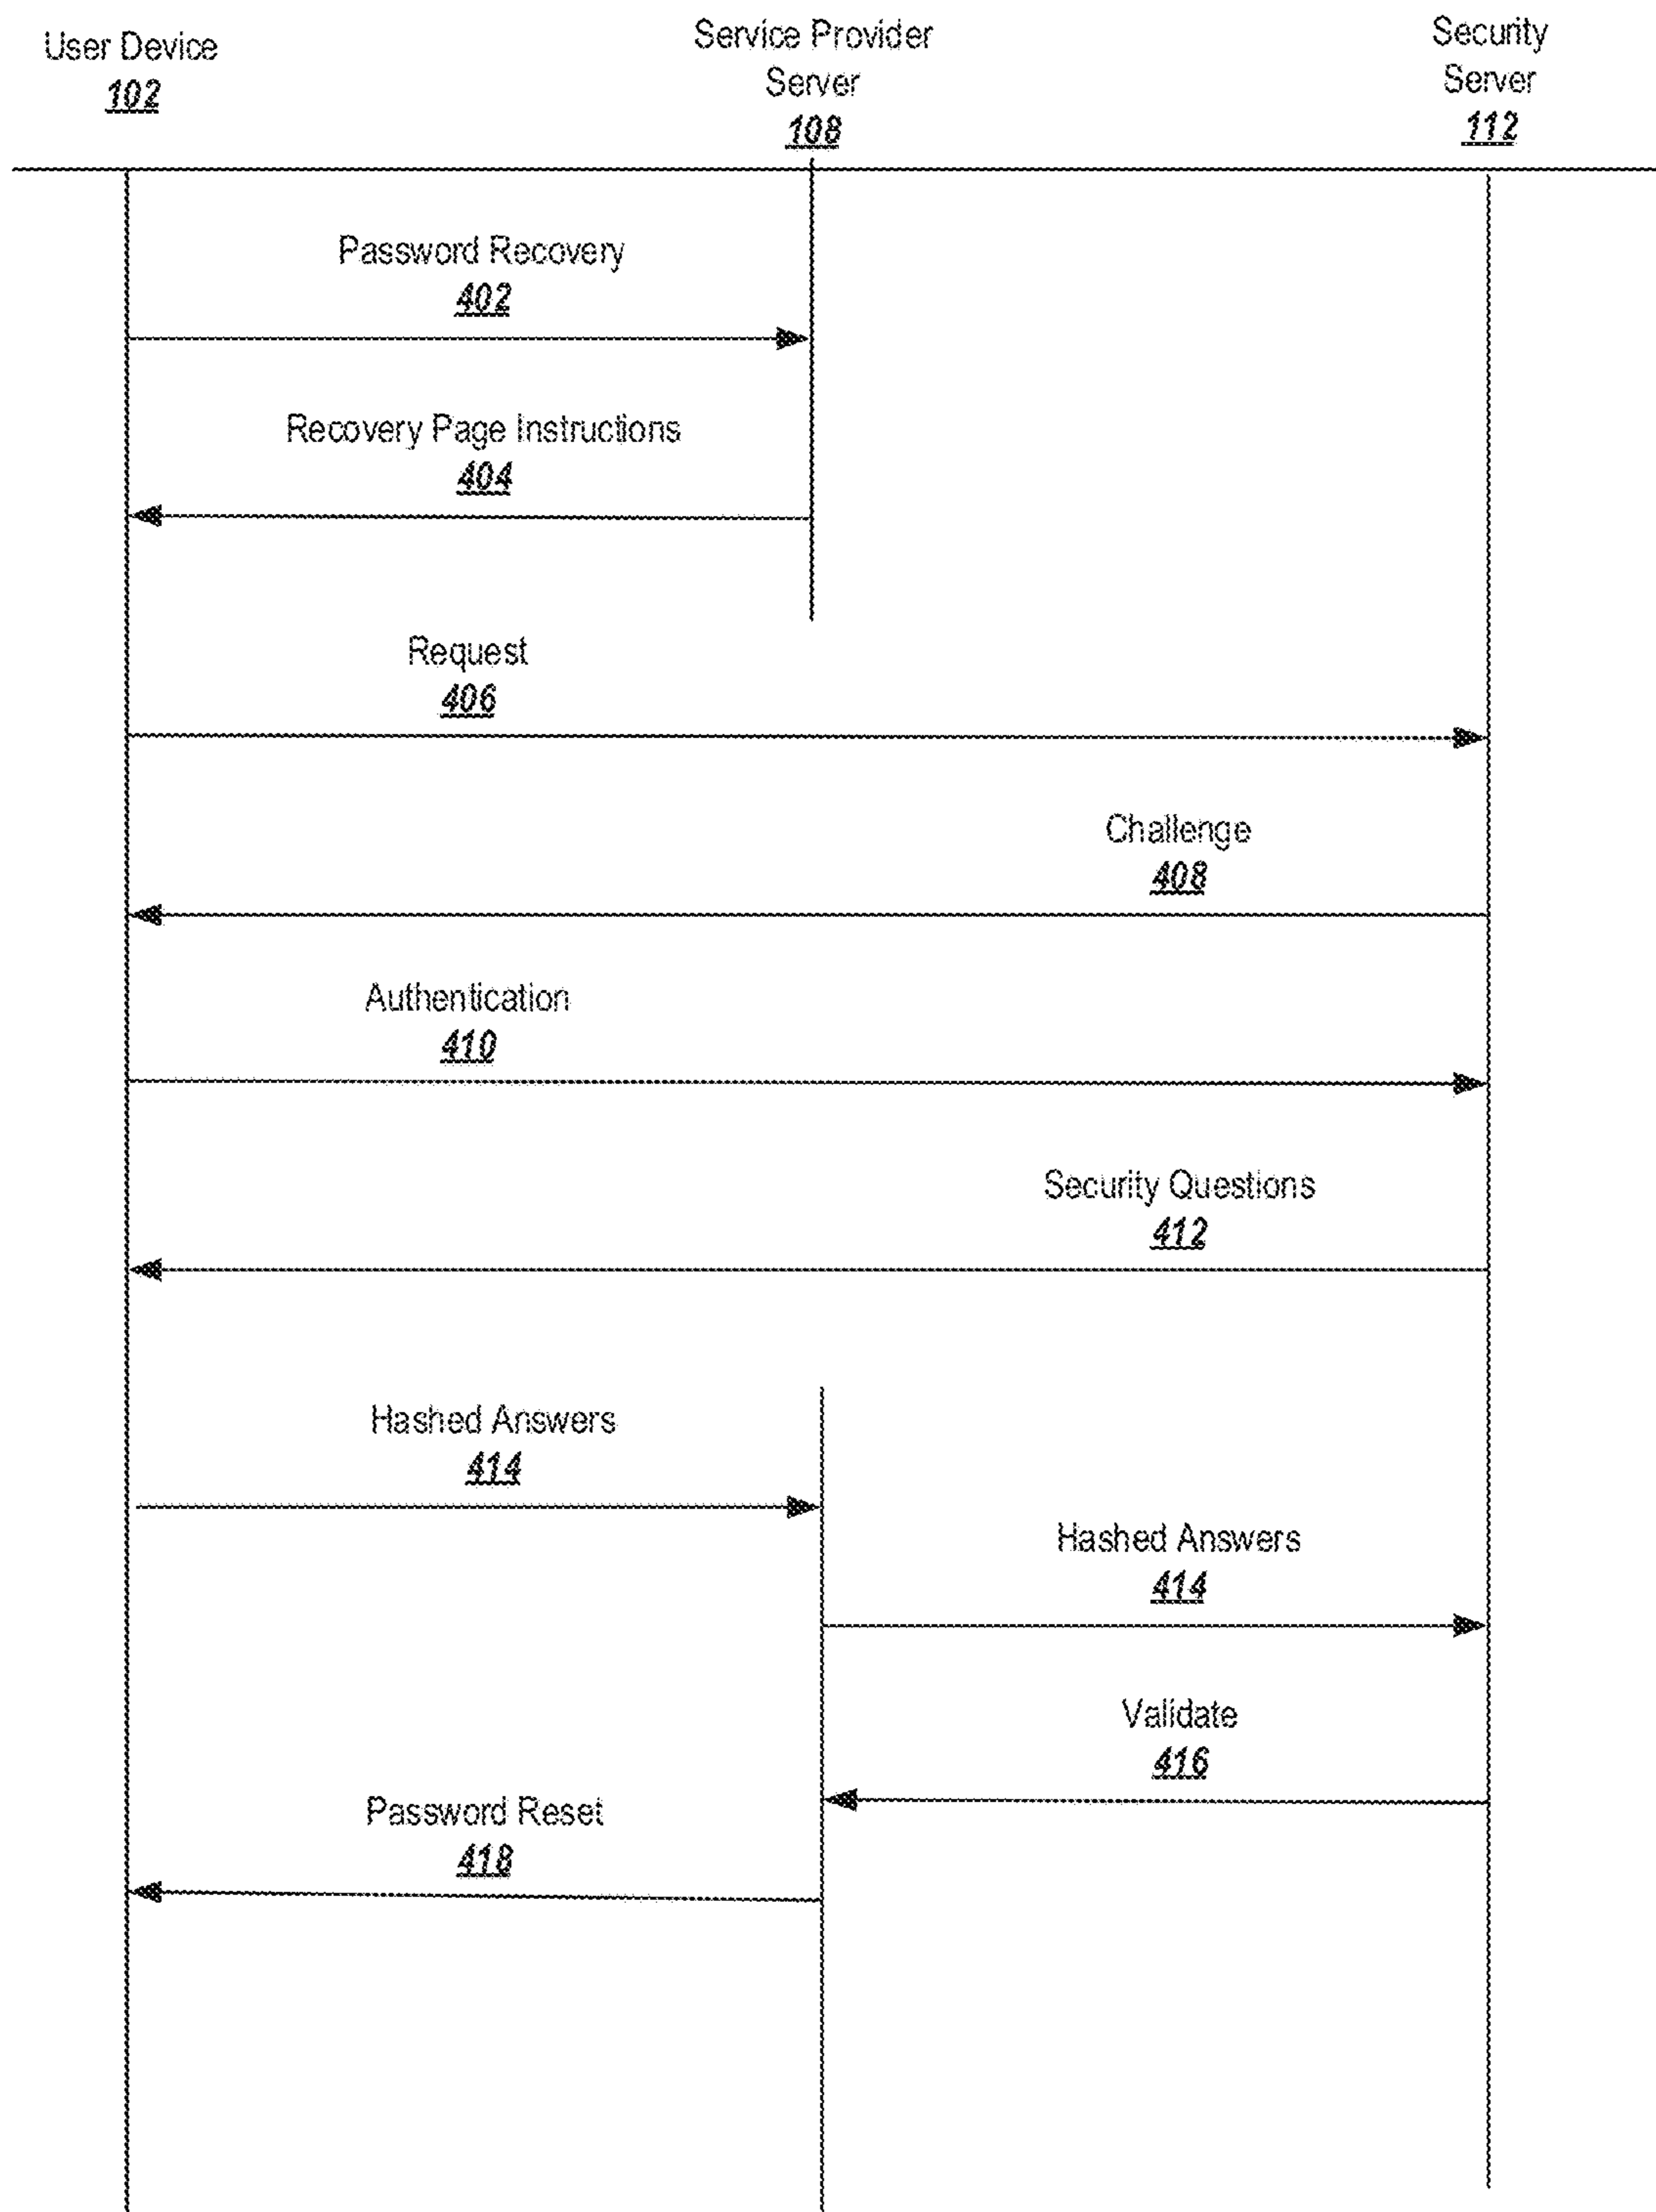 User Device
102
Service Provider
Server
108
Security
Server
112
Password Recovery
402
Recovery Page Instructions
404
Request
406
Challenge
408
Authentication
410
Security Questions
412
Hashed Answers
414
Hashed Answers
414
Validate
416
Password Reset
418